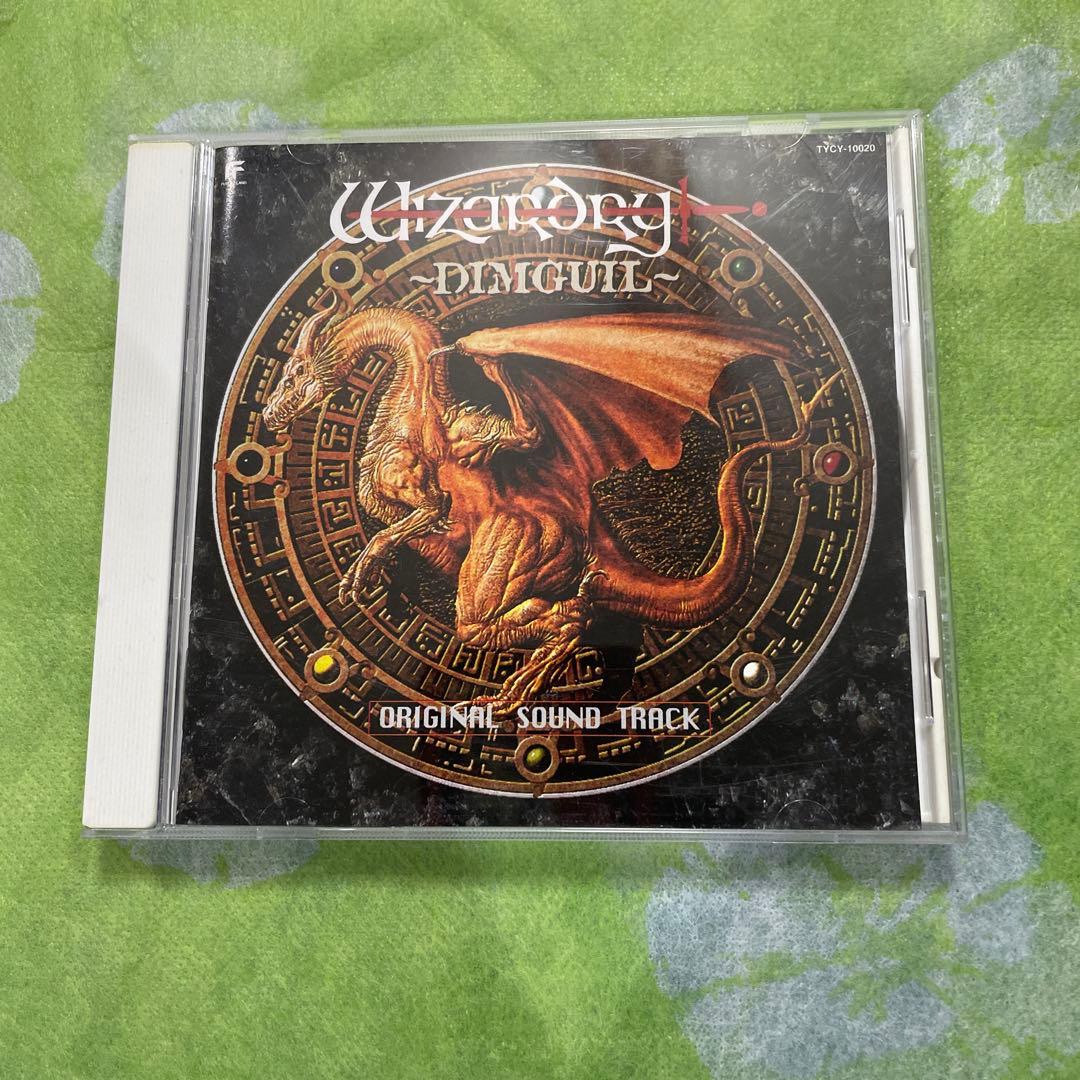 TYCY-10020
Wizardry
~DIMGUIL~
ORIGINAL SOUND TRACK